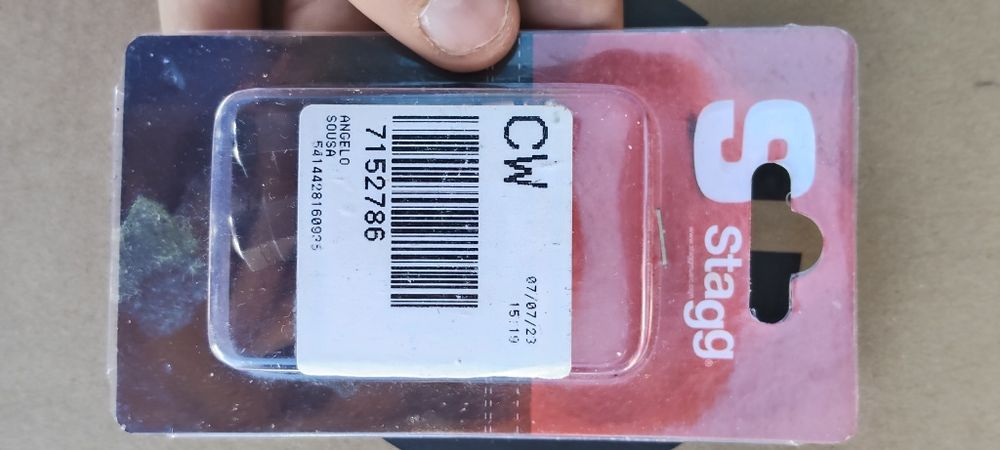 S
stagg®
CW
07/07/23
15:19
7152786
ANGELO
SOUSA
5414428160935